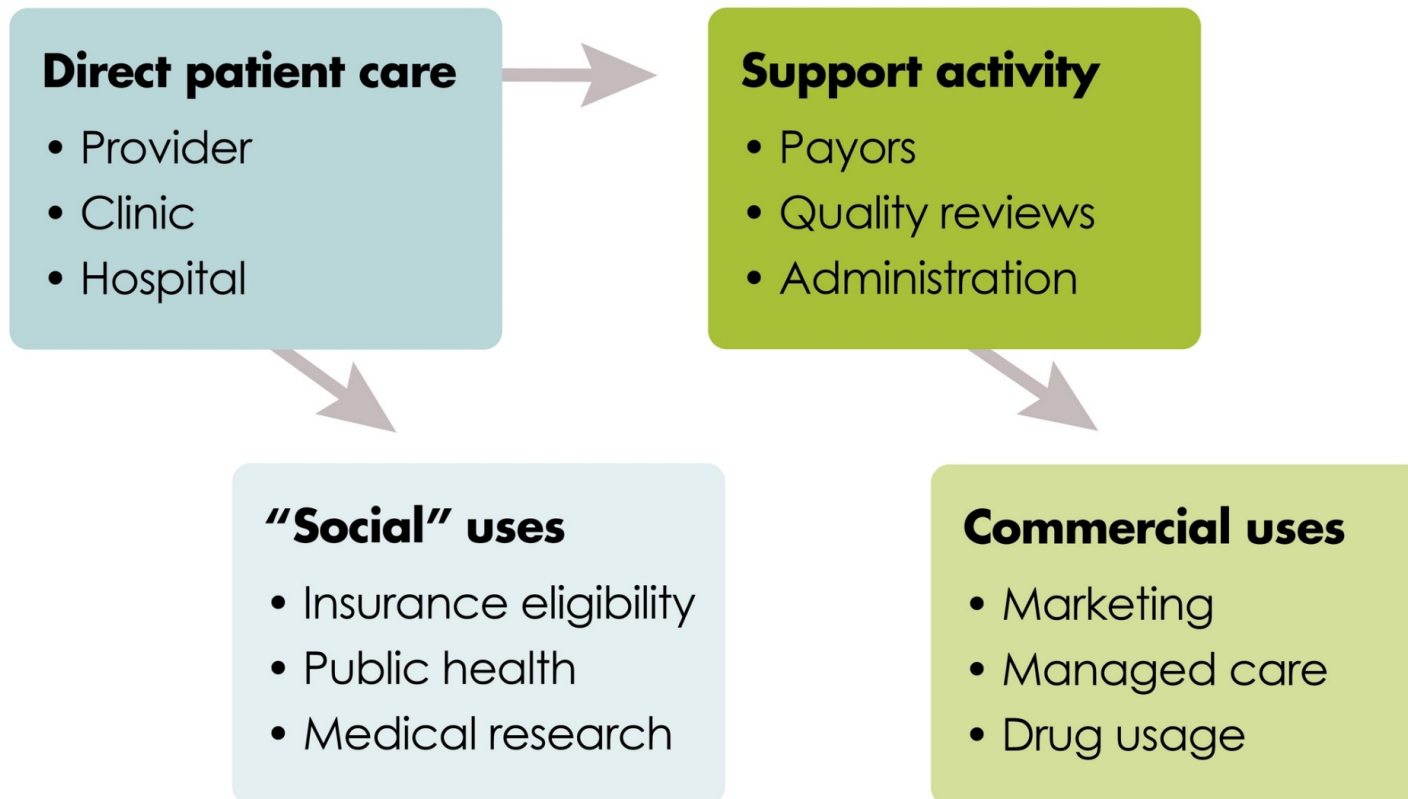 Direct patient care
• Provider
• Clinic
• Hospital
Support activity
• Payors
• Quality reviews
• Administration
“Social” uses
• Insurance eligibility
• Public health
• Medical research
Commercial uses
• Marketing
• Managed care
• Drug usage